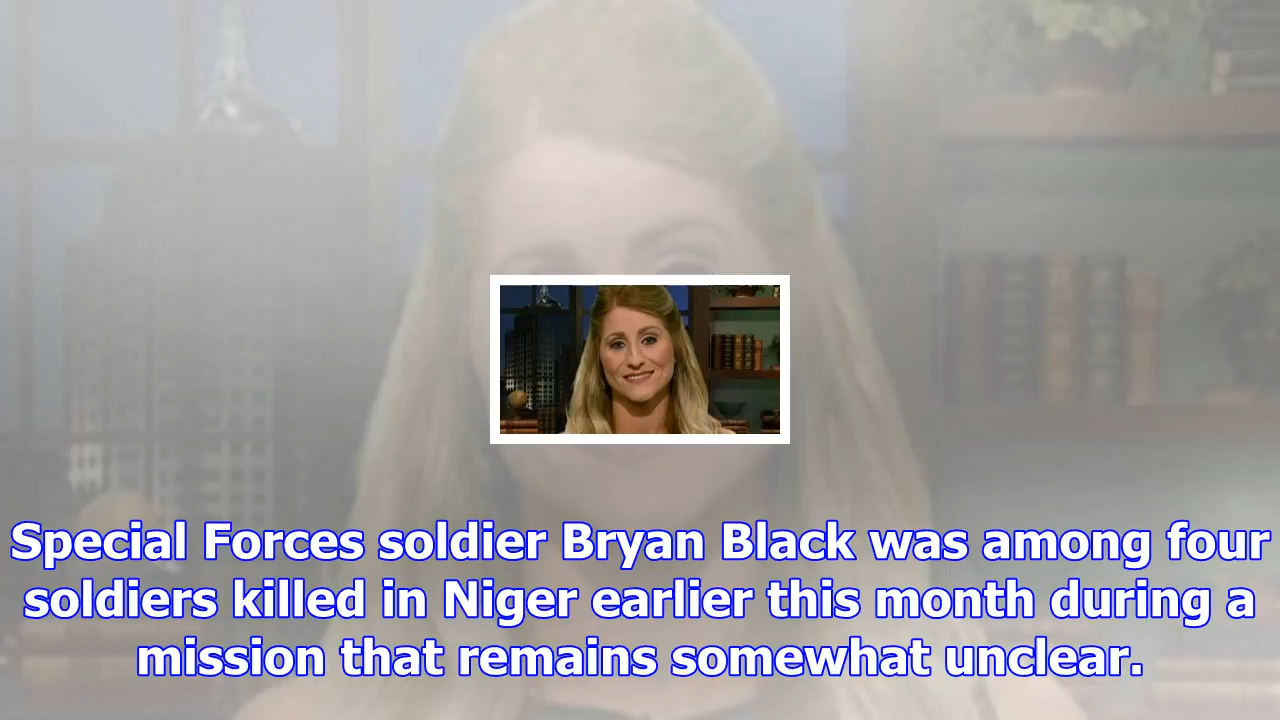 Special Forces soldier Bryan Black was among four
soldiers killed in Niger earlier this month during a
mission that remains somewhat unclear.